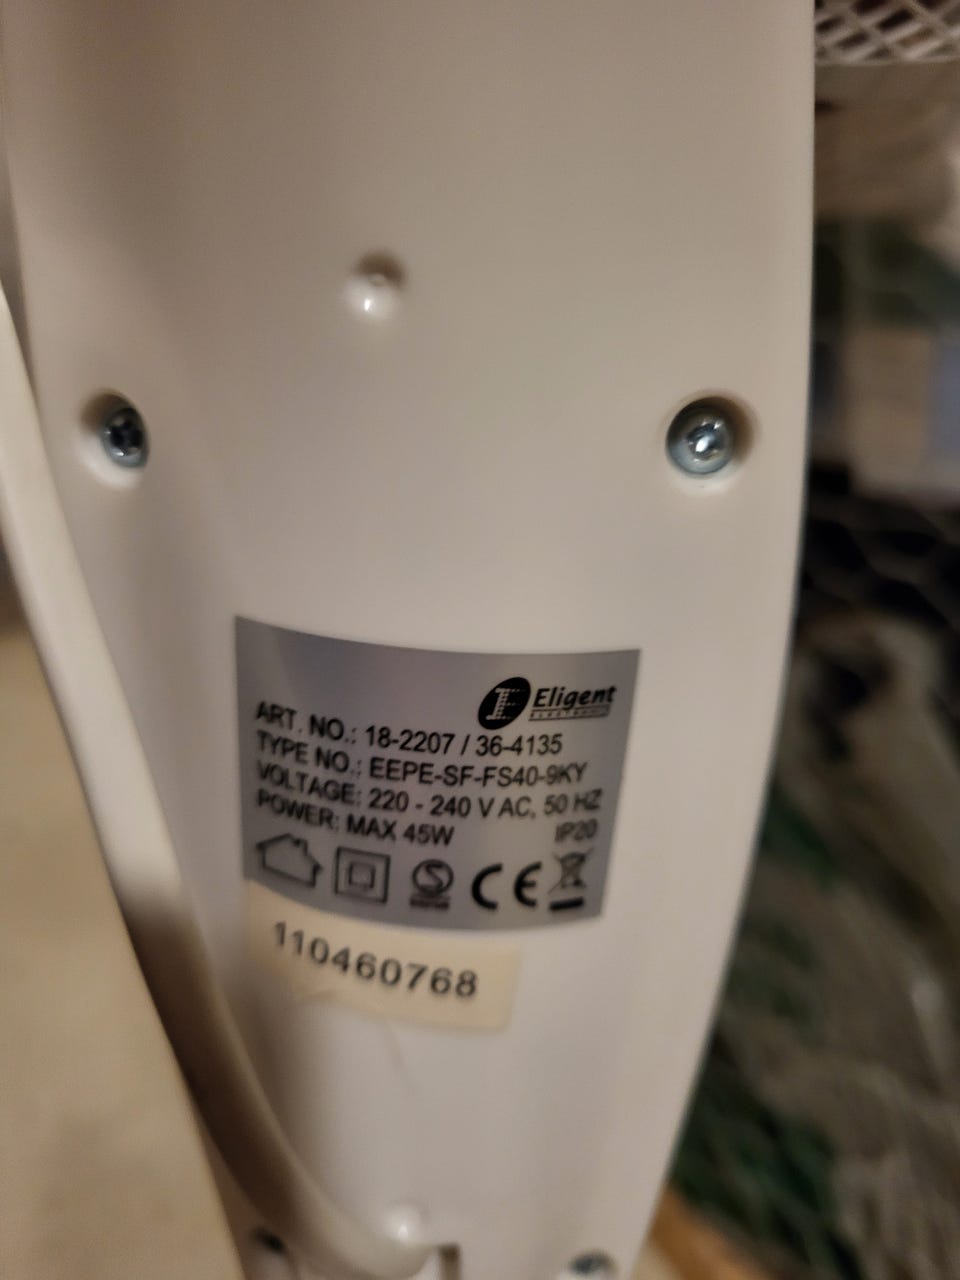 Eligent
ELECTRONIC
ART. NO.: 18-2207 / 36-4135
TYPE NO.: EEPE-SF-FS40-9KY
VOLTAGE: 220 - 240 V AC, 50 HZ
POWER: MAX 45W IP20
S
CE
110460768